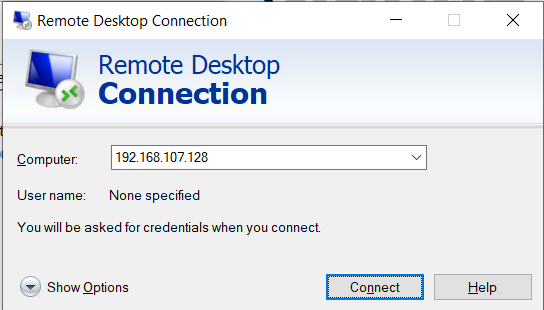 Remote Desktop Connection
Remote Desktop
Connection
Computer:
192.168.107.128
User name: None specified
You will be asked for credentials when you connect.
Show Options
Connect
Help